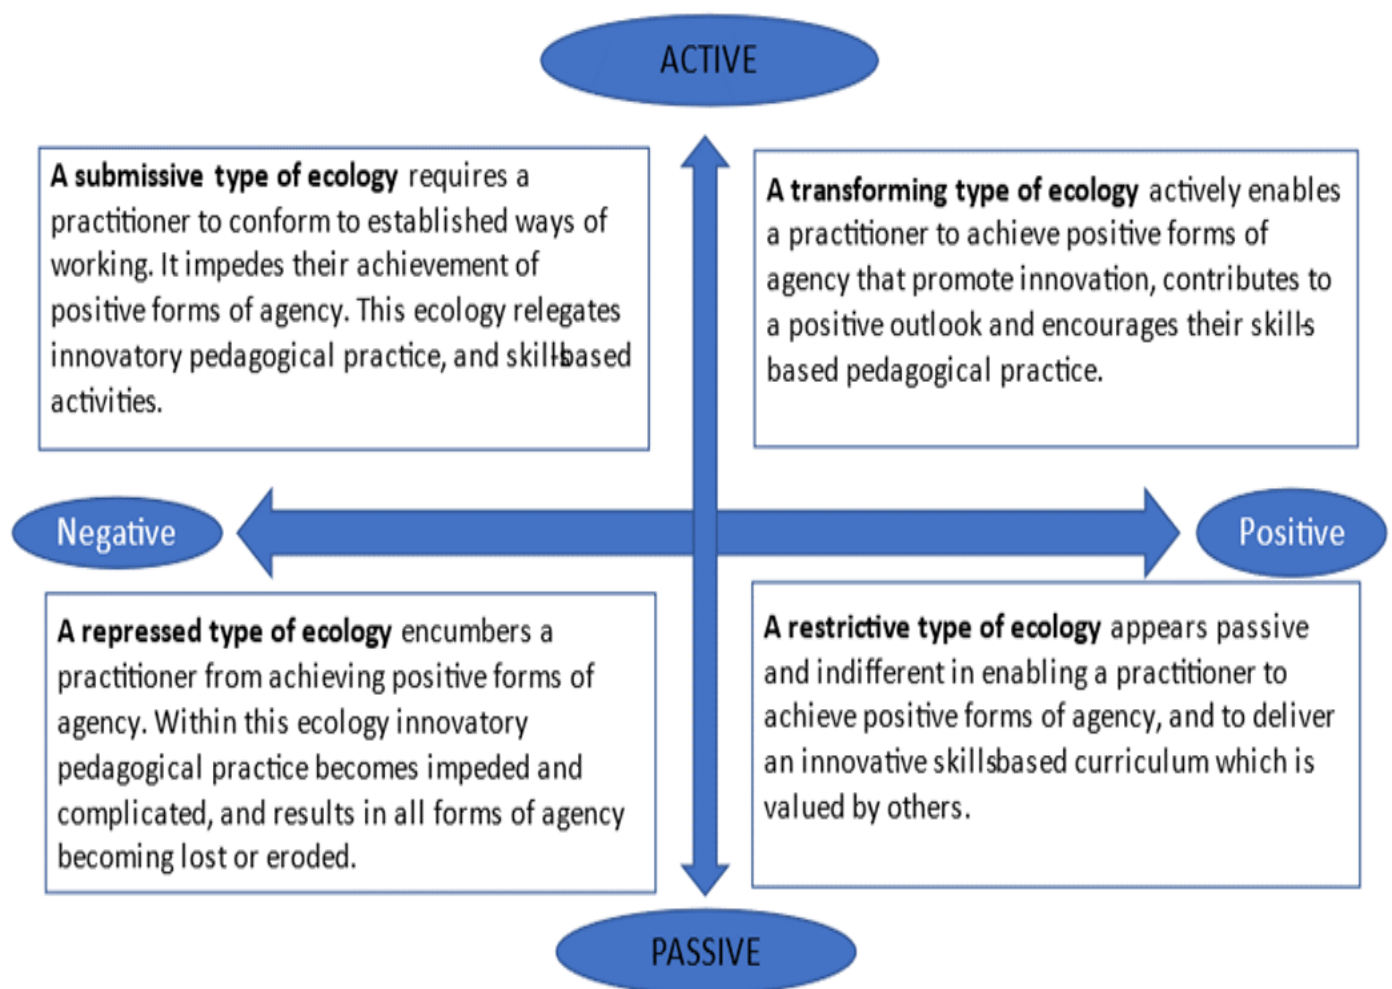 ACTIVE
A submissive type of ecology requires a
practitioner to conform to established ways of
working. It impedes their achievement of
positive forms of agency. This ecology relegates
innovatory pedagogical practice, and skills-based
activities.
A transforming type of ecology actively enables
a practitioner to achieve positive forms of
agency that promote innovation, contributes to
a positive outlook and encourages their skills-
based pedagogical practice.
Negative
Positive
A repressed type of ecology encumbers a
practitioner from achieving positive forms of
agency. Within this ecology innovatory
pedagogical practice becomes impeded and
complicated, and results in all forms of agency
becoming lost or eroded.
A restrictive type of ecology appears passive
and indifferent in enabling a practitioner to
achieve positive forms of agency, and to deliver
an innovative skillsbased curriculum which is
valued by others.
PASSIVE